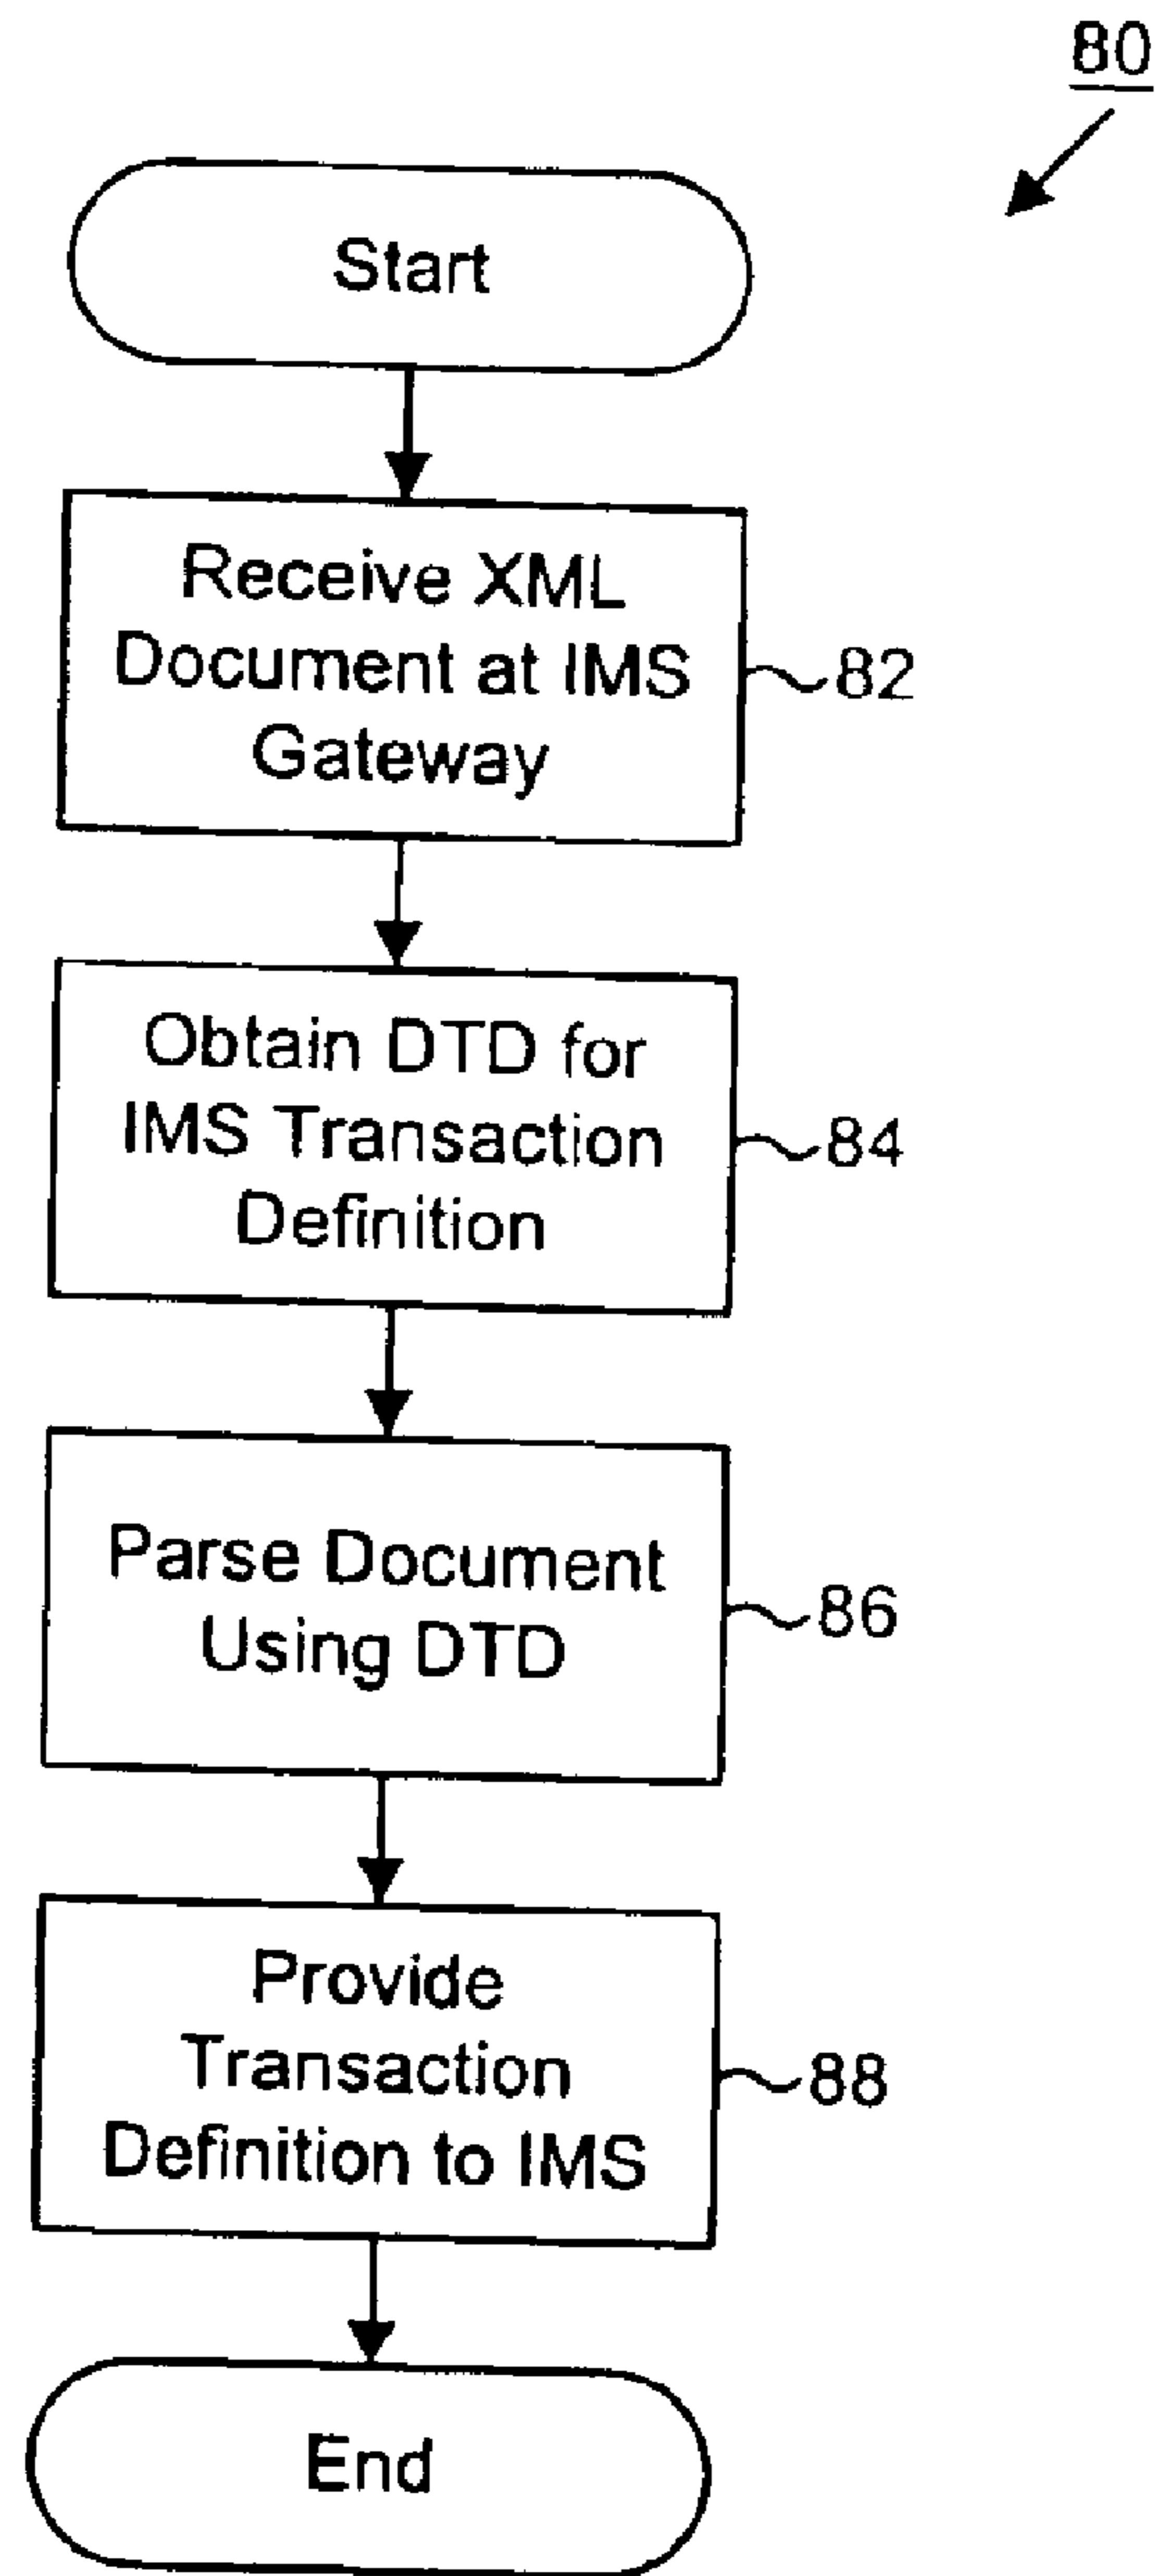 80
Start
Receive XML
Document at IMS
Gateway
82
Obtain DTD for
IMS Transaction
Definition
84
Parse Document
Using DTD
86
Provide
Transaction
Definition to IMS
88
End